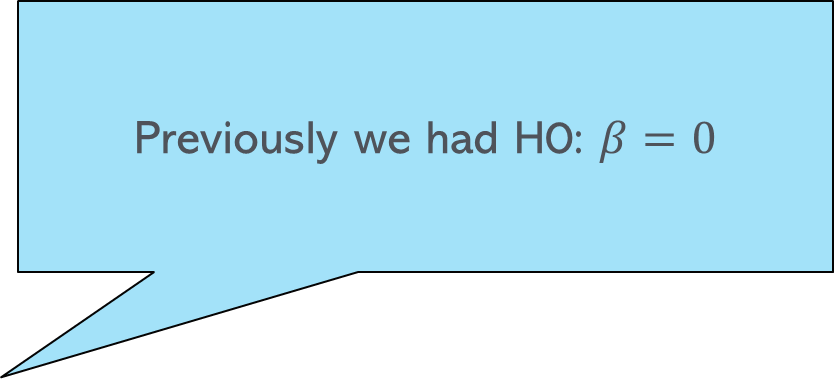 Previously we had H0: β = 0